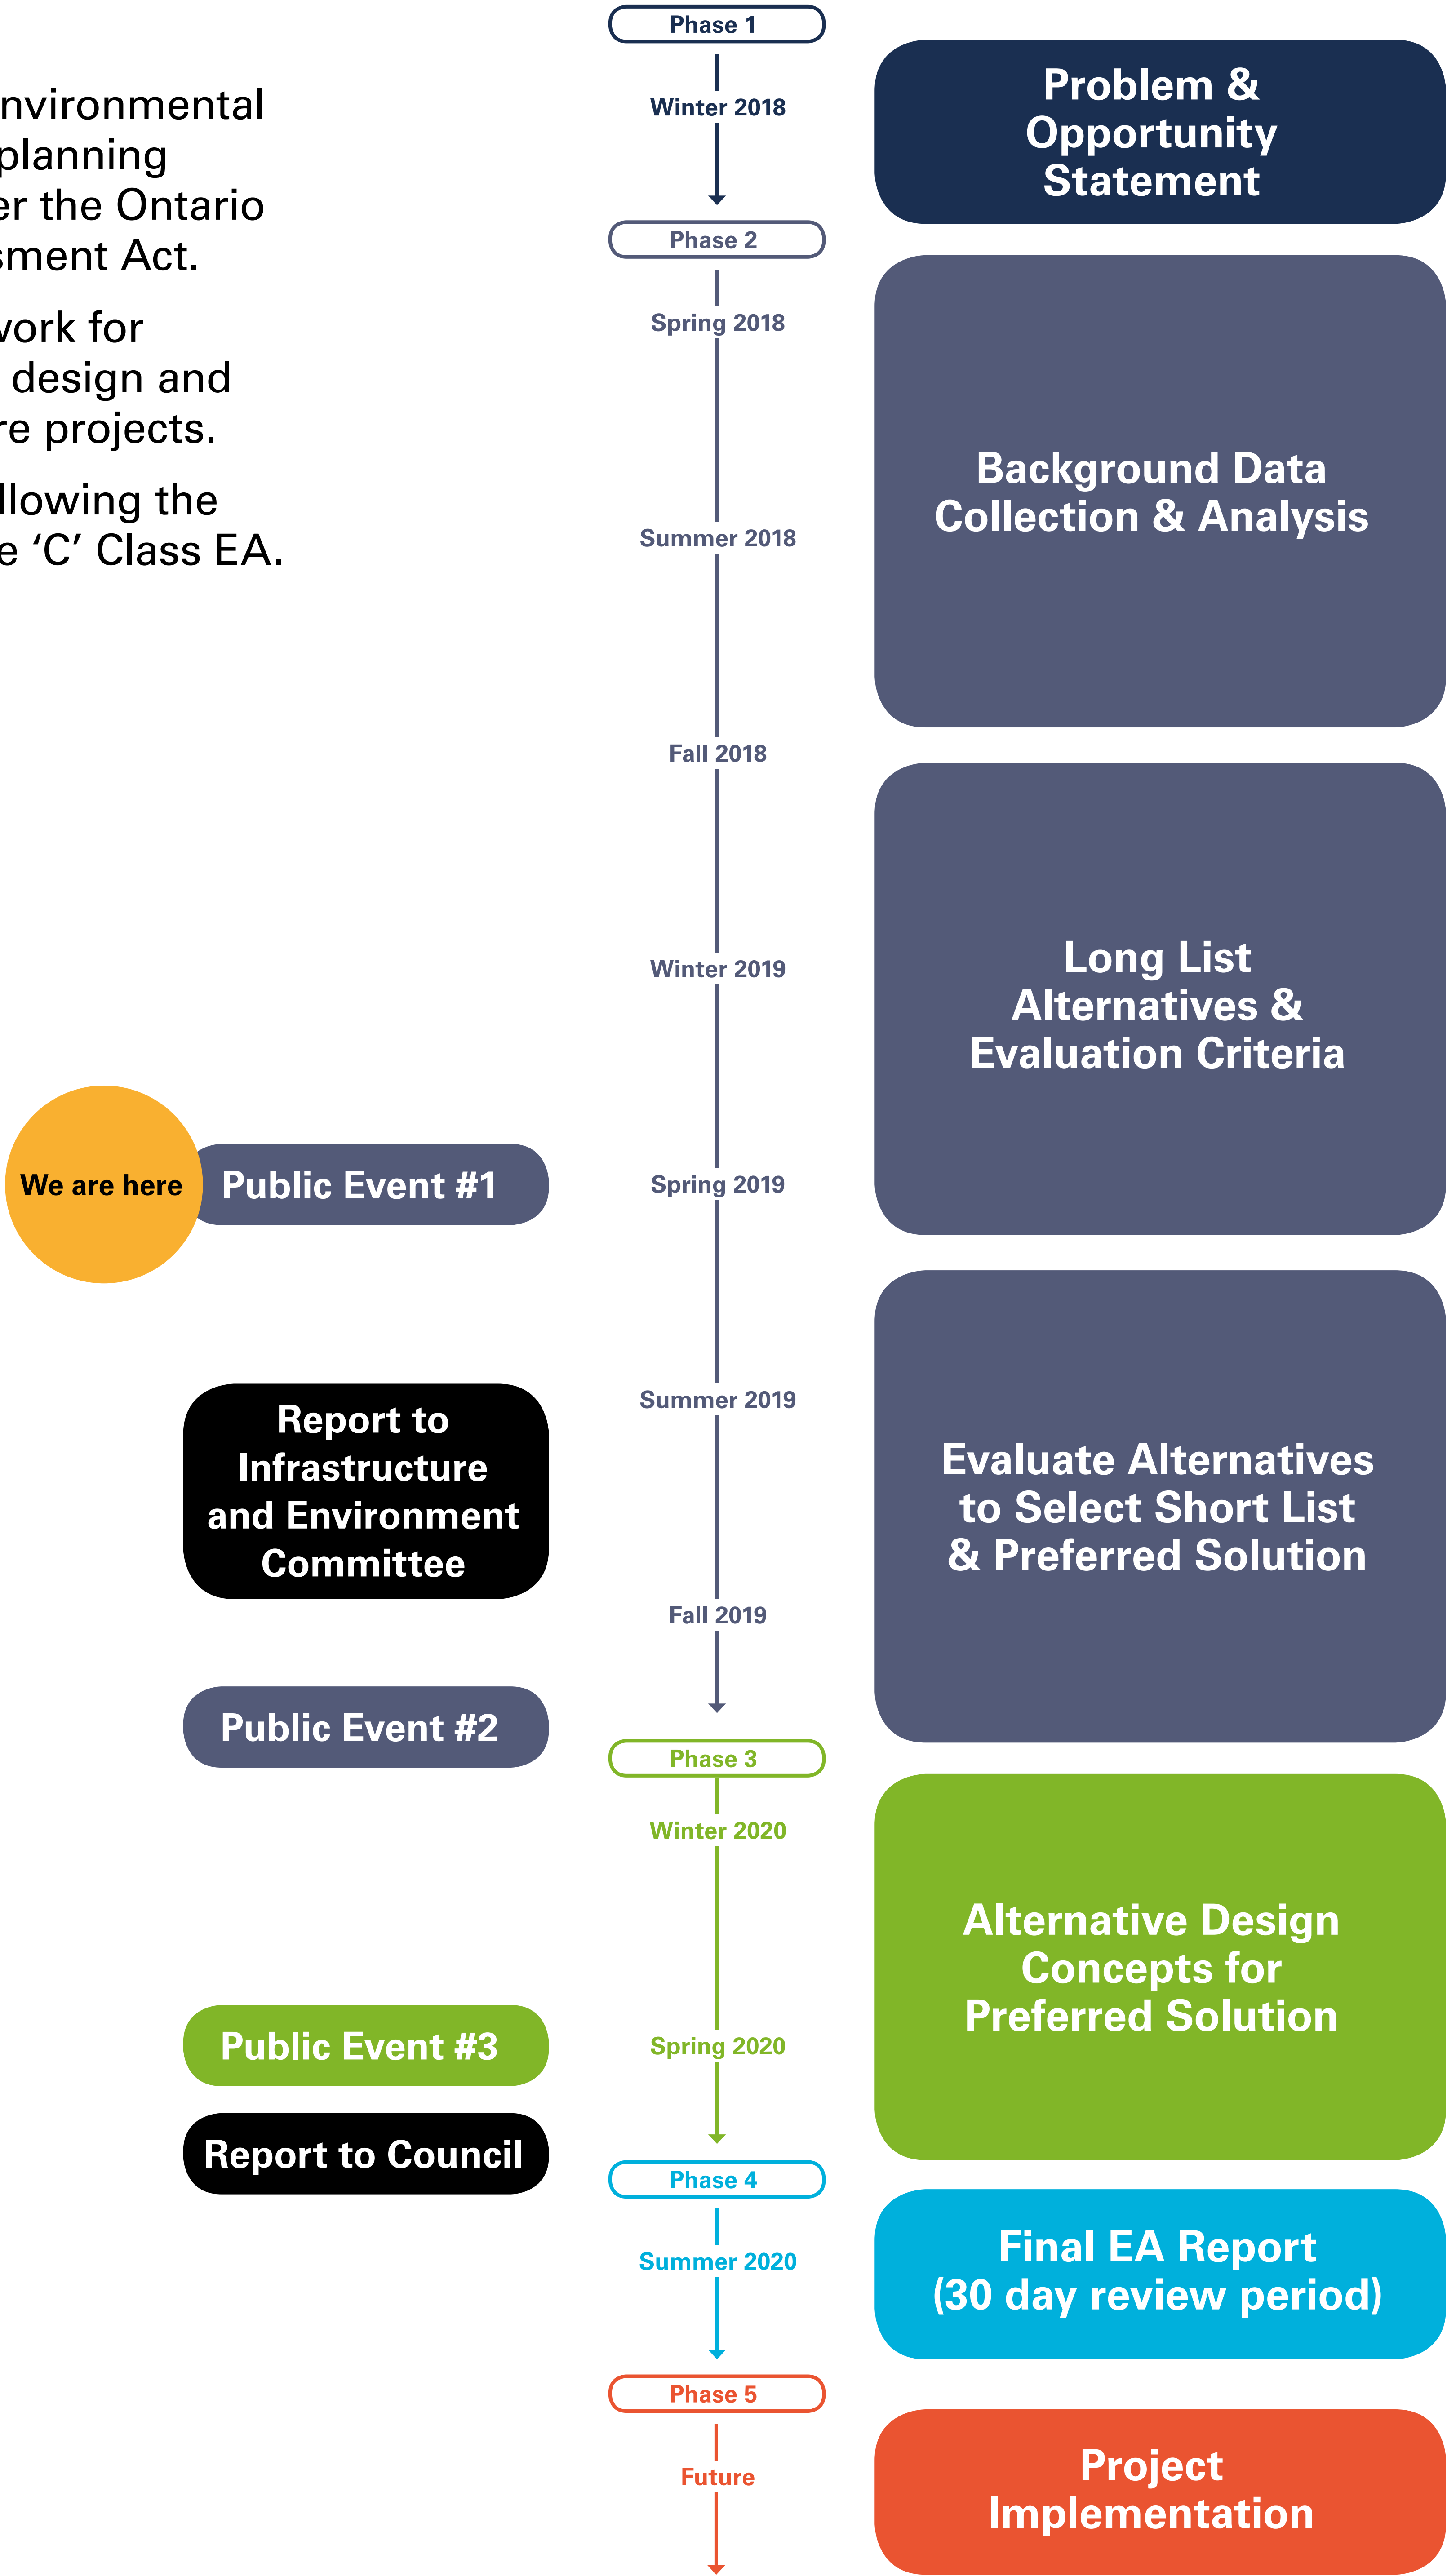 nvironmental
planning
er the Ontario
sment Act.
work for
design and
re projects.
llowing the
e ‘C’ Class EA.
Phase 1
Winter 2018
Problem &
Opportunity
Statement
Phase 2
Spring 2018
Summer 2018
Background Data
Collection & Analysis
Fall 2018
Winter 2019
Spring 2019
Long List
Alternatives &
Evaluation Criteria
We are here
Public Event #1
Report to
Infrastructure
and Environment
Committee
Summer 2019
Fall 2019
Evaluate Alternatives
to Select Short List
& Preferred Solution
Public Event #2
Phase 3
Winter 2020
Spring 2020
Alternative Design
Concepts for
Preferred Solution
Public Event #3
Report to Council
Phase 4
Summer 2020
Final EA Report
(30 day review period)
Phase 5
Future
Project
Implementation